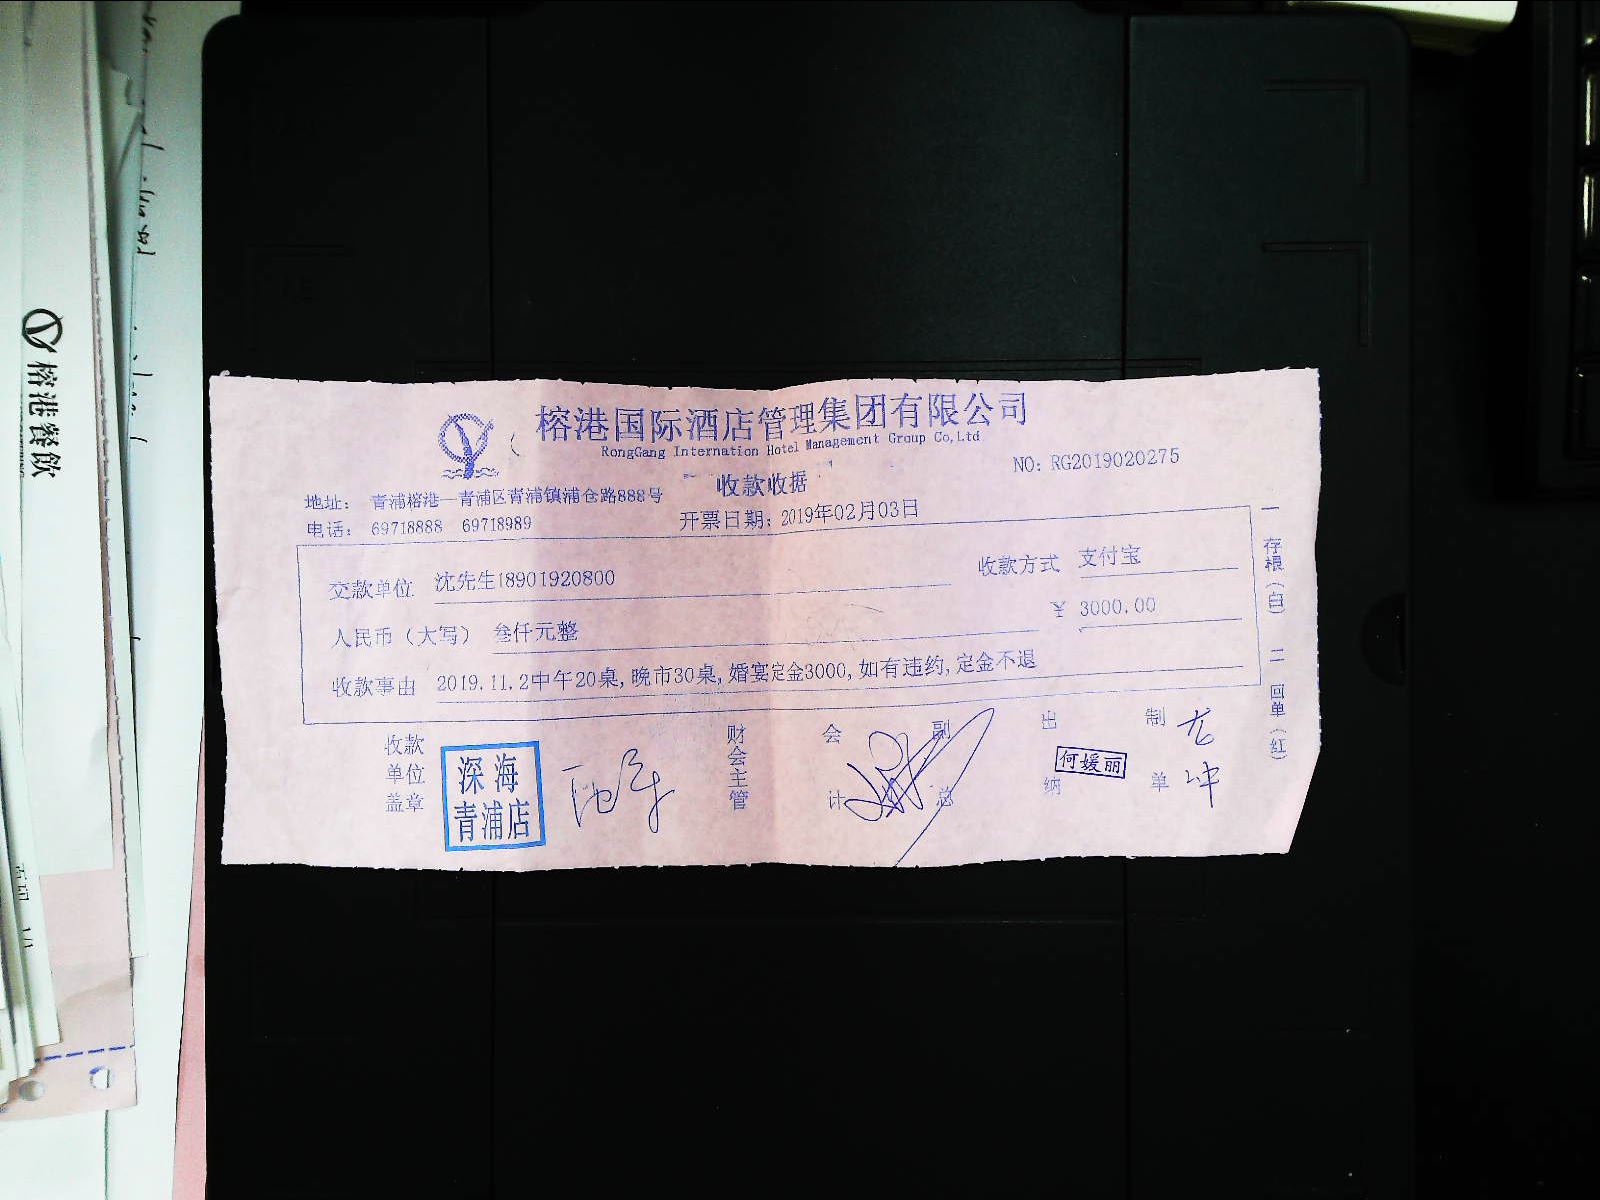 榕港国际酒店管理集团有限公司
RongGang Internation Hotel Management Group Co,Ltd
收款收据
NO: RG2019020275
地址: 青浦榕港—青浦区青浦镇浦仓路888号
电话: 69718888 69718989
开票日期: 2019年02月03日
交款单位 沈先生18901920800
收款方式 支付宝
人民币(大写) 叁仟元整
¥ 3000.00
收款事由 2019.11.2中午20桌,晚市30桌,婚宴定金3000,如有违约,定金不退
一 存根(白) 二 回单(红)
收款单位盖章
深海
青浦店
财会主管
会计
副总
出纳
何媛丽
制单
榕港餐飲